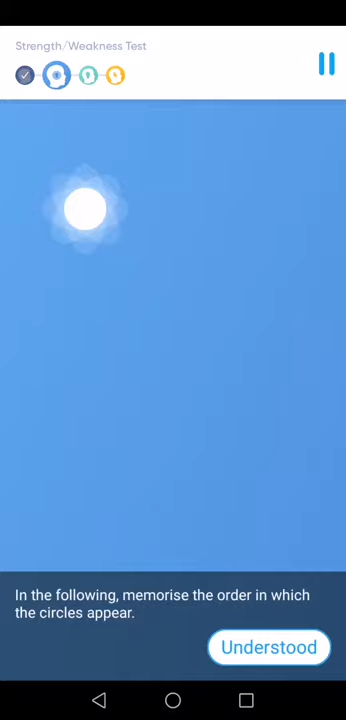 Strength/Weakness Test
In the following, memorise the order in which
the circles appear.
Understood